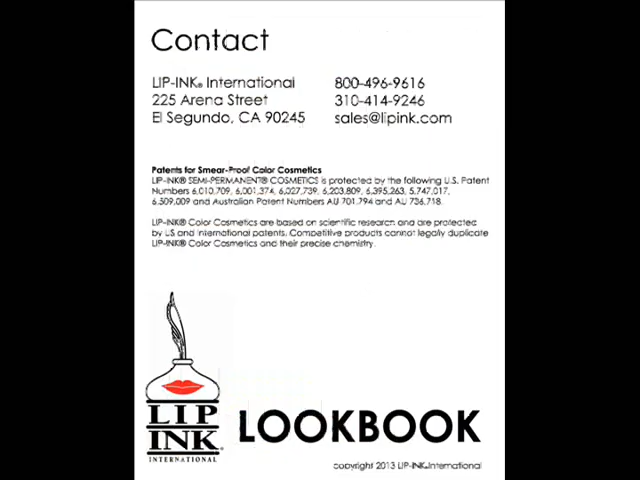 Contact
LIP-INK® International 800-496-9616
225 Arena Street 310-414-9246
El Segundo, CA 90245 sales@lipink.com
Patents for Smear-Proof Color Cosmetics
LIP-INK® SEMI-PERMANENT® COSMETICS is protected by the following U.S. Patent
Numbers 6,010,709, 6,001,374, 6,027,739, 6,203,809, 6,395,263, 5,747,017,
6,509,009 and Australian Patent Numbers AU 701,794 and AU 736,718.
LIP-INK® Color Cosmetics are based on scientific research and are protected
by US and International patents. Competitive products cannot legally duplicate
LIP-INK® Color Cosmetics and their precise chemistry.
LIP
INK®
INTERNATIONAL
LOOKBOOK
copyright 2013 LIP-INK®International